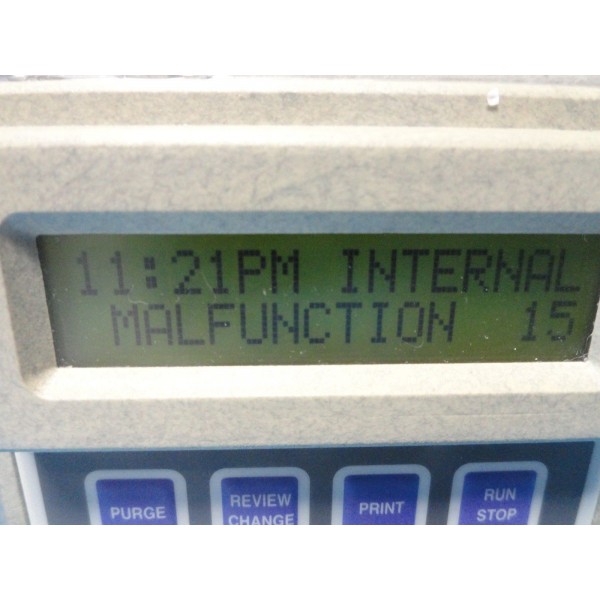 11:21PM INTERNAL
MALFUNCTION 15
PURGE
REVIEW
CHANGE
PRINT
RUN
STOP